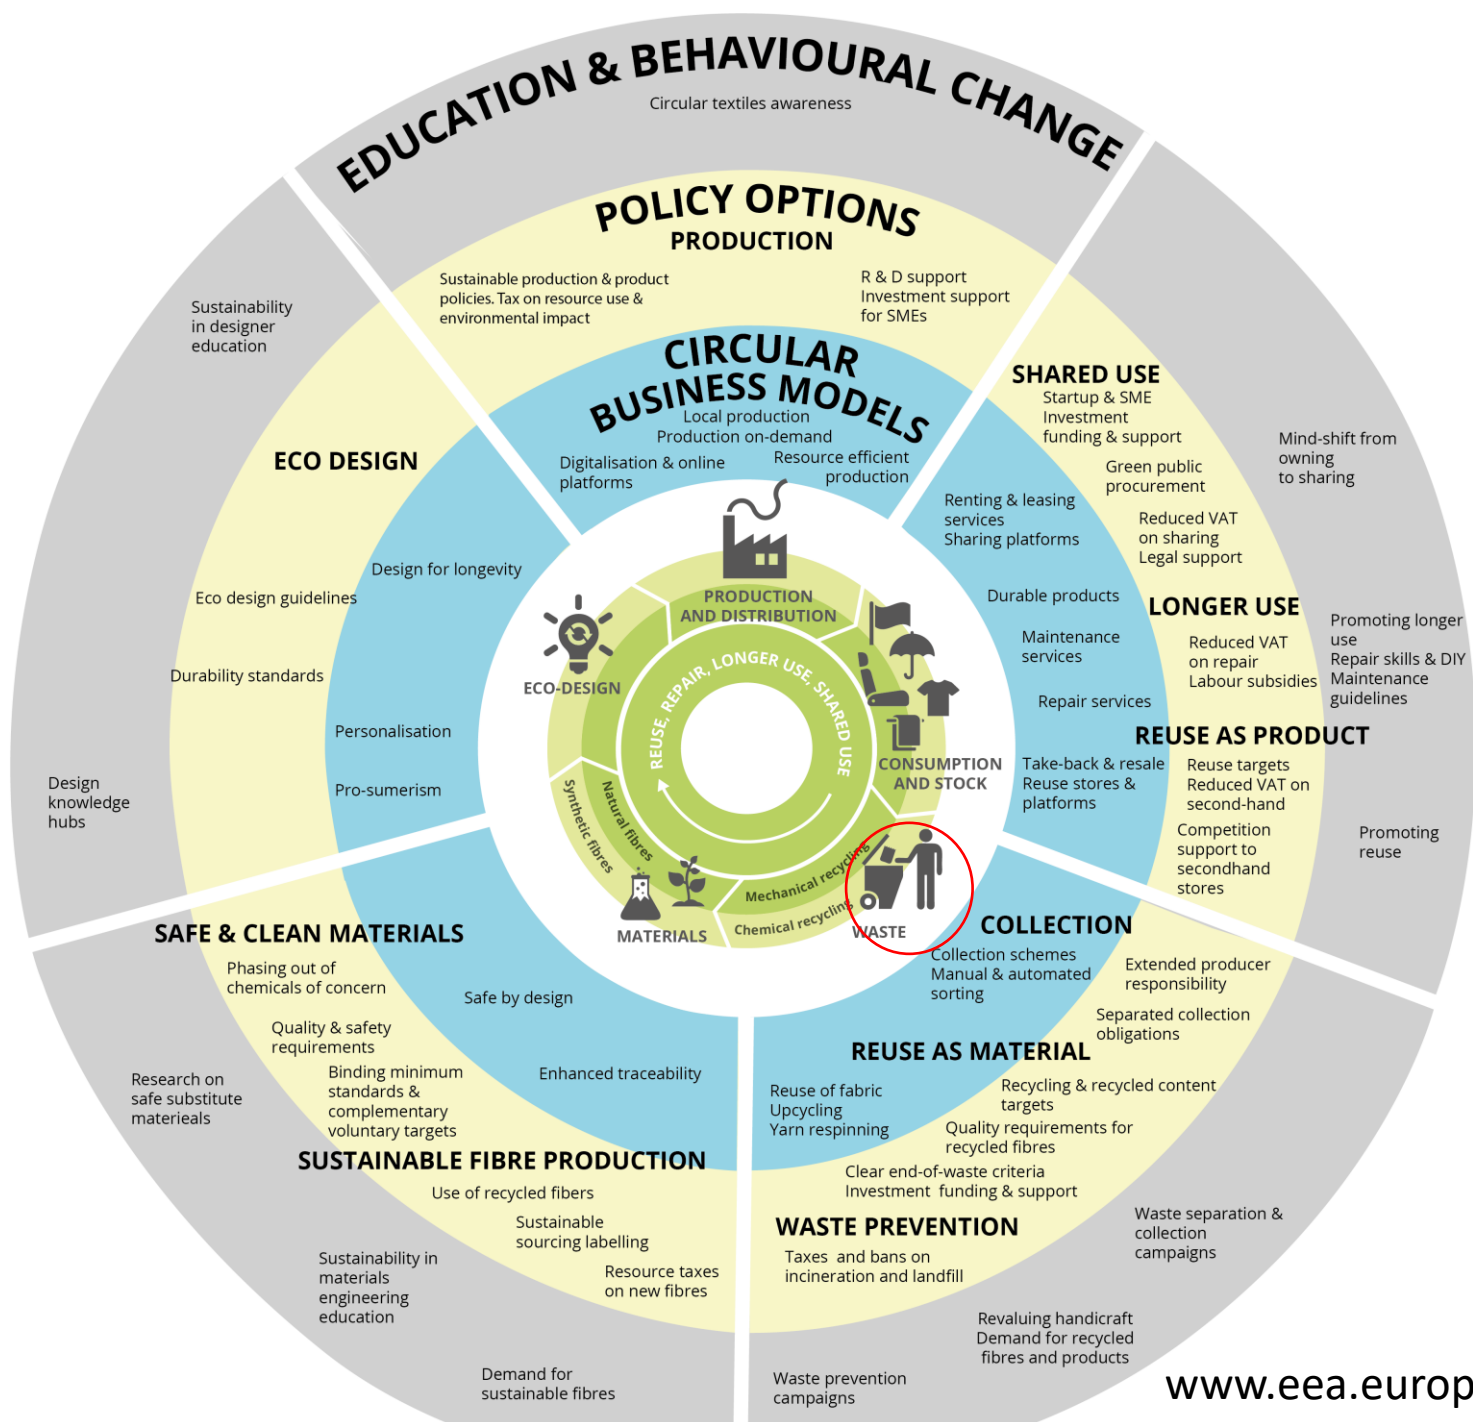 EDUCATION & BEHAVIOURAL CHANGE
Circular textiles awareness
POLICY OPTIONS
PRODUCTION
Sustainable production & product
policies. Tax on resource use &
environmental impact
R & D support
Investment support
for SMEs
CIRCULAR
BUSINESS MODELS
Local production
Production on-demand
Digitalisation & online
platforms
Resource efficient
production
Sustainability
in designer
education
ECO DESIGN
Design for longevity
Eco design guidelines
Durability standards
Personalisation
Pro-sumerism
Design
knowledge
hubs
SHARED USE
Startup & SME
Investment
funding & support
Green public
procurement
Reduced VAT
on sharing
Legal support
Mind-shift from
owning
to sharing
Renting & leasing
services
Sharing platforms
Durable products
Maintenance
services
Repair services
LONGER USE
Reduced VAT
on repair
Labour subsidies
Promoting longer
use
Repair skills & DIY
Maintenance
guidelines
REUSE AS PRODUCT
Take-back & resale
Reuse stores &
platforms
Reuse targets
Reduced VAT on
second-hand
Competition
support to
secondhand
stores
Promoting
reuse
PRODUCTION
AND DISTRIBUTION
ECO-DESIGN
REUSE, REPAIR, LONGER USE, SHARED USE
CONSUMPTION
AND STOCK
Synthetic fibres
Natural fibres
Mechanical recycling
Chemical recycling
MATERIALS
WASTE
SAFE & CLEAN MATERIALS
Phasing out of
chemicals of concern
Safe by design
Quality & safety
requirements
Enhanced traceability
Binding minimum
standards &
complementary
voluntary targets
Research on
safe substitute
materieals
SUSTAINABLE FIBRE PRODUCTION
Use of recycled fibers
Sustainable
sourcing labelling
Resource taxes
on new fibres
Sustainability in
materials
engineering
education
Demand for
sustainable fibres
COLLECTION
Collection schemes
Manual & automated
sorting
Extended producer
responsibility
Separated collection
obligations
REUSE AS MATERIAL
Reuse of fabric
Upcycling
Yarn respinning
Recycling & recycled content
targets
Quality requirements for
recycled fibres
Clear end-of-waste criteria
Investment funding & support
WASTE PREVENTION
Taxes and bans on
incineration and landfill
Waste separation &
collection
campaigns
Revaluing handicraft
Demand for recycled
fibres and products
Waste prevention
campaigns
www.eea.europ